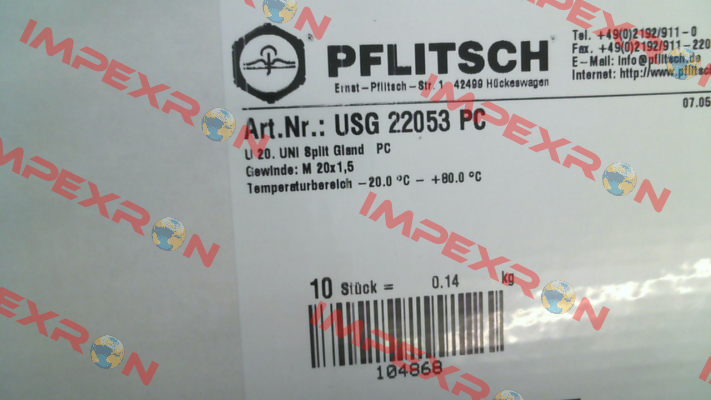 PFLITSCH
Ernst-Pflitsch-Str. 1 42499 Hückeswagen
Tel. +49(0)2192/911-0
Fax. +49(0)2192/911-220
E-Mail: info@pflitsch.de
Internet: http://www.pflitsch
07.05
Art.Nr.: USG 22053 PC
U 20. UNI Split Gland PC
Gewinde: M 20x1,5
Temperaturbereich -20.0 °C - +80.0 °C
10 Stück = 0.14 kg
104868
IMPEXRON
IMPEXRON
IMPEXRON
IMPEXRON
IMPEXRON